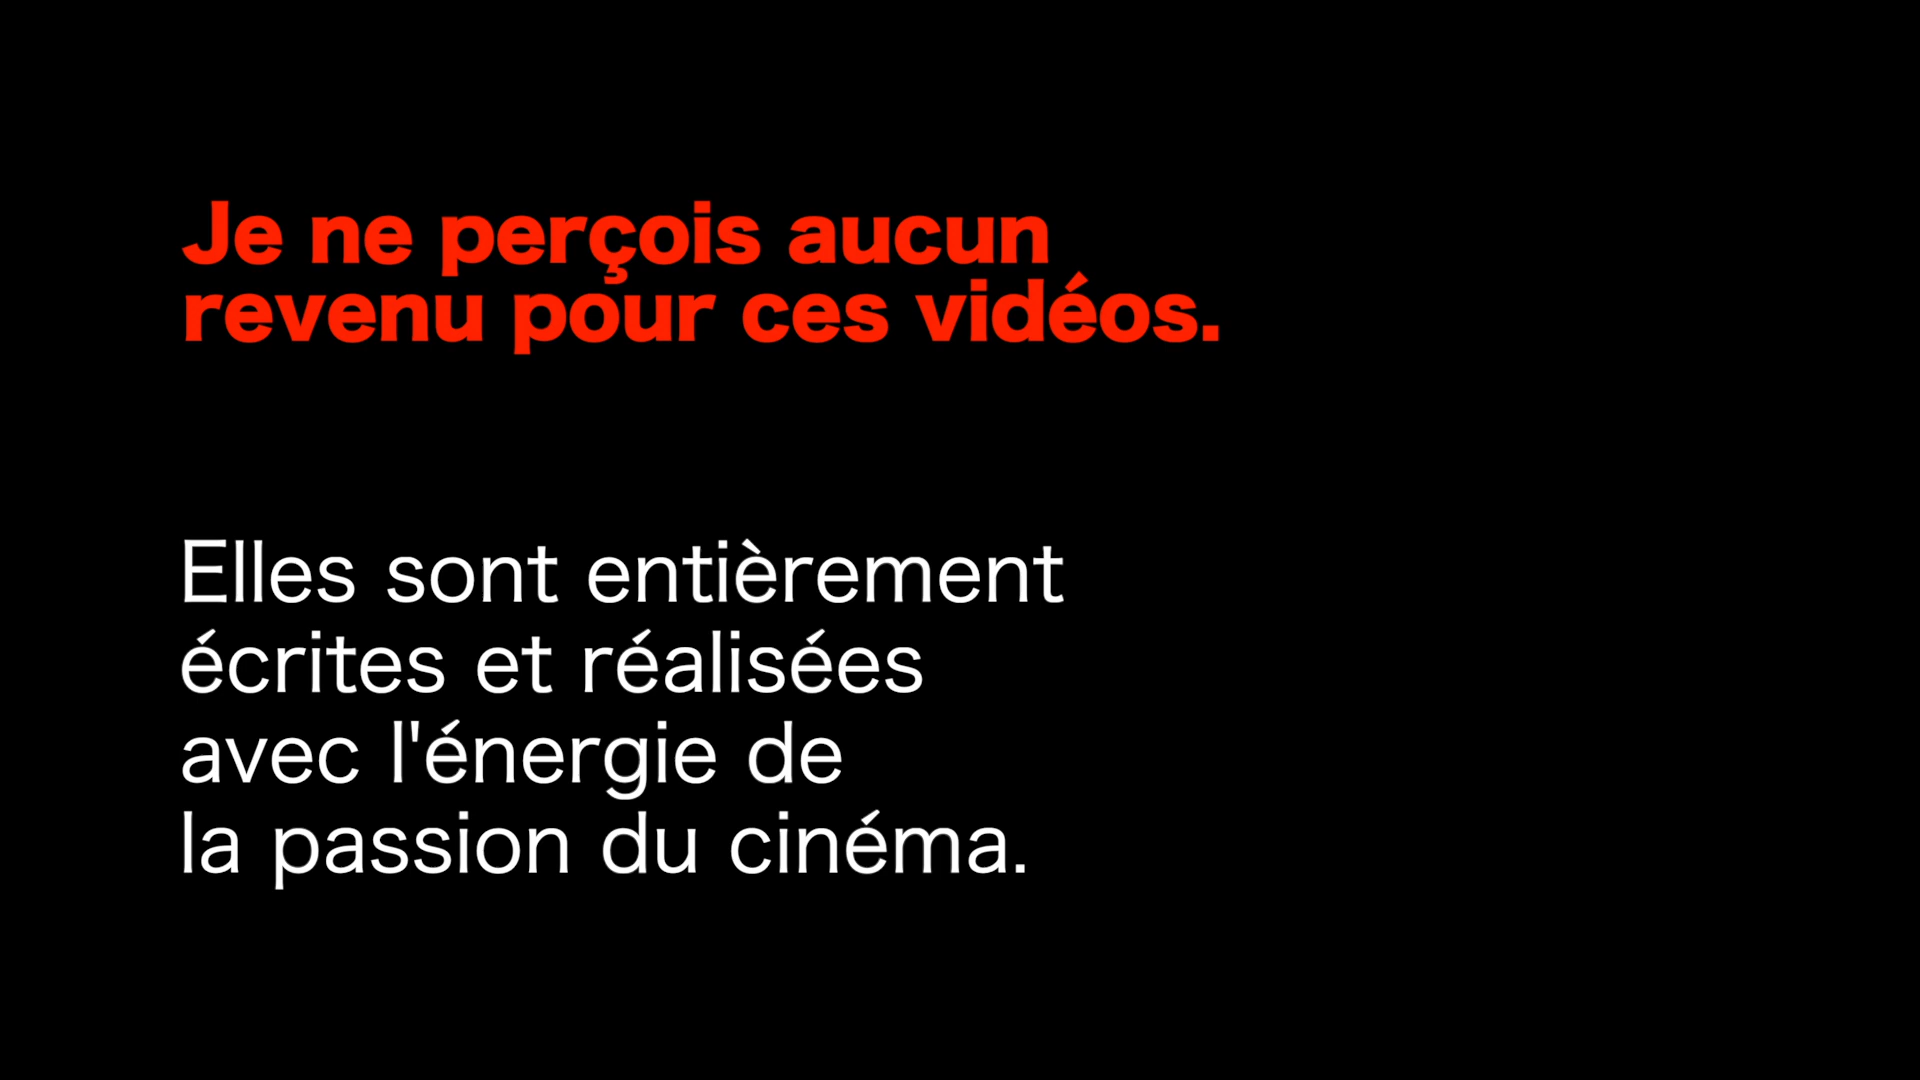 Je ne perçois aucun
revenu pour ces vidéos.
Elles sont entièrement
écrites et réalisées
avec l'énergie de
la passion du cinéma.